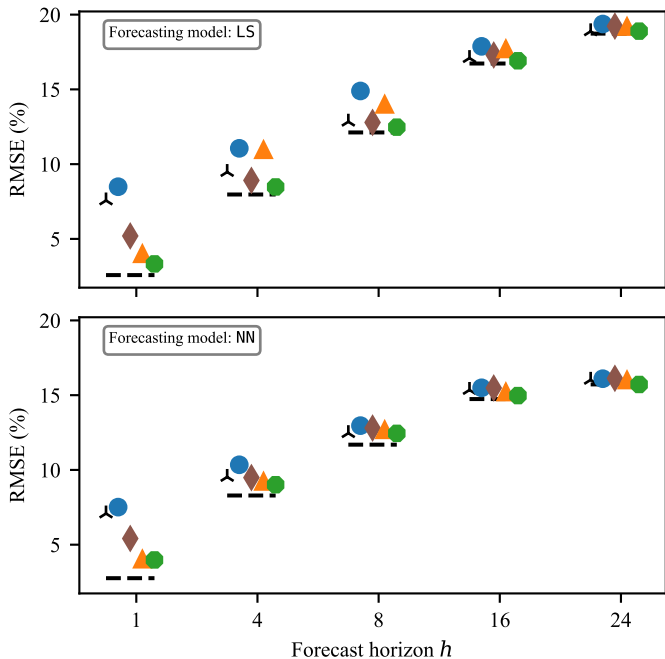 20
Forecasting model: LS
15
RMSE (%)
10
5
20
Forecasting model: NN
15
RMSE (%)
10
5
1 4 8 16 24
Forecast horizon h